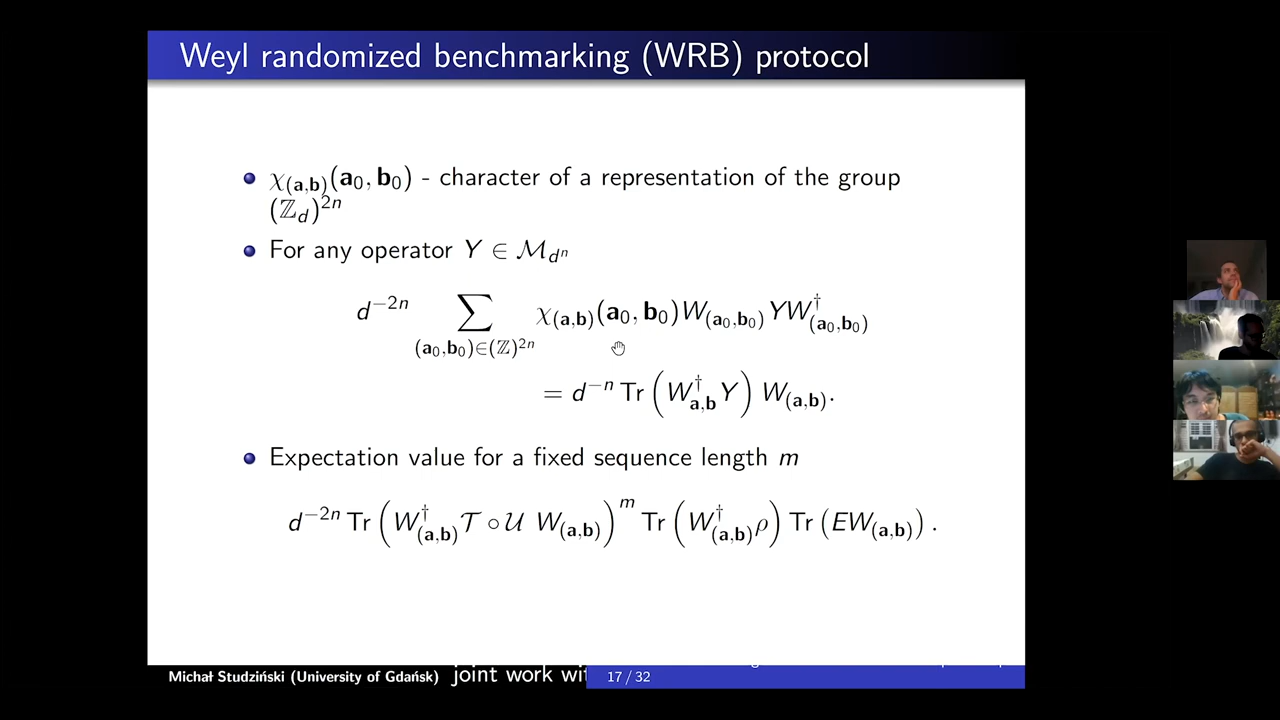 Weyl randomized benchmarking (WRB) protocol
χ_(a,b)(a₀, b₀) - character of a representation of the group
(ℤ_d)^{2n}
For any operator Y ∈ ℳ_{d^n}
d^{−2n} ∑_{(a₀,b₀)∈(ℤ)^{2n}} χ_(a,b)(a₀, b₀)W_(a₀,b₀) Y W†_(a₀,b₀)
= d^{−n} Tr (W†_{a,b} Y) W_(a,b).
Expectation value for a fixed sequence length m
d^{−2n} Tr (W†_(a,b) 𝒯 ∘ 𝒰 W_(a,b))^m Tr (W†_(a,b) ρ) Tr (EW_(a,b)) .
Michał Studziński (University of Gdańsk) joint work wit
17 / 32